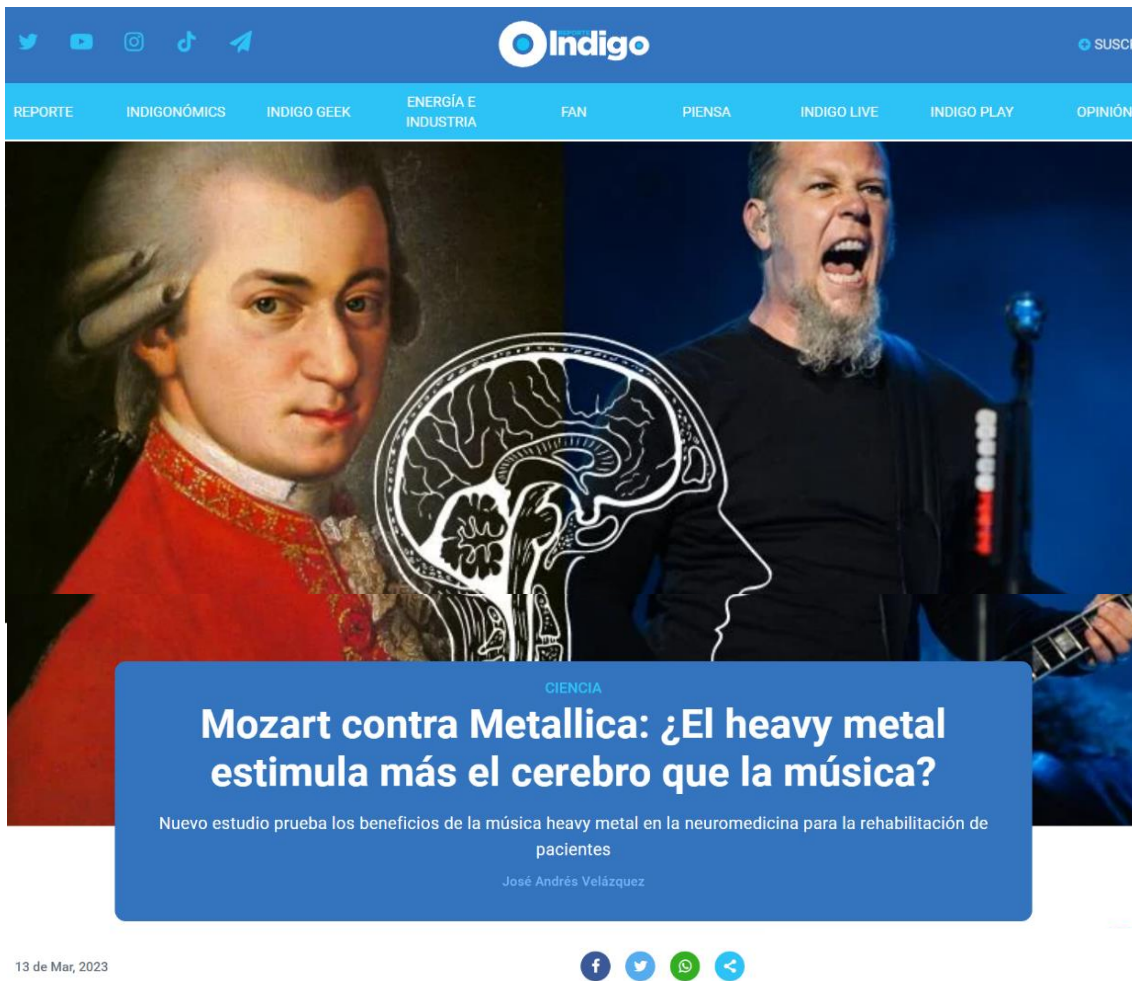 REPORTE
Indigo
SUSCI
REPORTE
INDIGONÓMICS
INDIGO GEEK
ENERGÍA E
INDUSTRIA
FAN
PIENSA
INDIGO LIVE
INDIGO PLAY
OPINIÓN
CIENCIA
Mozart contra Metallica: ¿El heavy metal
estimula más el cerebro que la música?
Nuevo estudio prueba los beneficios de la música heavy metal en la neuromedicina para la rehabilitación de
pacientes
José Andrés Velázquez
13 de Mar, 2023